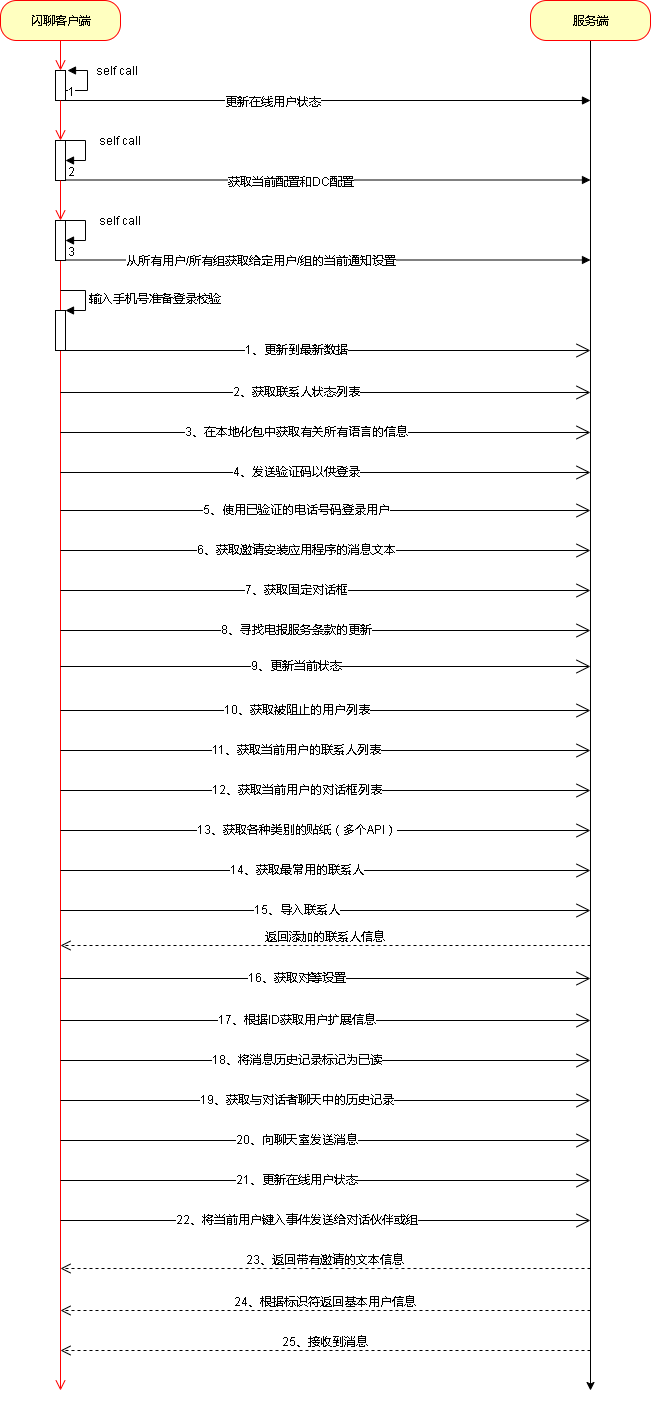 闪聊客户端
服务端
self call
1
更新在线用户状态
self call
2
获取当前配置和DC配置
self call
3
从所有用户/所有组获取给定用户/组的当前通知设置
输入手机号准备登录校验
1、更新到最新数据
2、获取联系人状态列表
3、在本地化包中获取有关所有语言的信息
4、发送验证码以供登录
5、使用已验证的电话号码登录用户
6、获取邀请安装应用程序的消息文本
7、获取固定对话框
8、寻找电报服务条款的更新
9、更新当前状态
10、获取被阻止的用户列表
11、获取当前用户的联系人列表
12、获取当前用户的对话框列表
13、获取各种类别的贴纸（多个API）
14、获取最常用的联系人
15、导入联系人
返回添加的联系人信息
16、获取对等设置
17、根据ID获取用户扩展信息
18、将消息历史记录标记为已读
19、获取与对话者聊天中的历史记录
20、向聊天室发送消息
21、更新在线用户状态
22、将当前用户键入事件发送给对话伙伴或组
23、返回带有邀请的文本信息
24、根据标识符返回基本用户信息
25、接收到消息